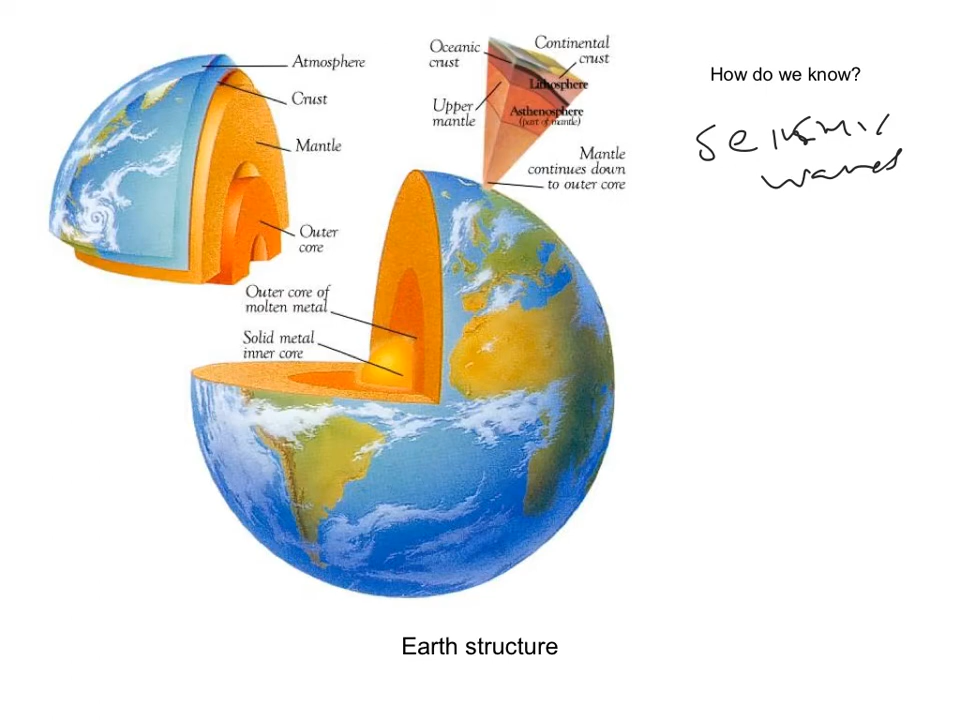 Atmosphere
Crust
Mantle
Outer
core
Oceanic
crust
Continental
crust
Lithosphere
Upper
mantle
Asthenosphere
(part of mantle)
Mantle
continues down
to outer core
Outer core of
molten metal
Solid metal
inner core
How do we know?
seismic
waves
Earth structure